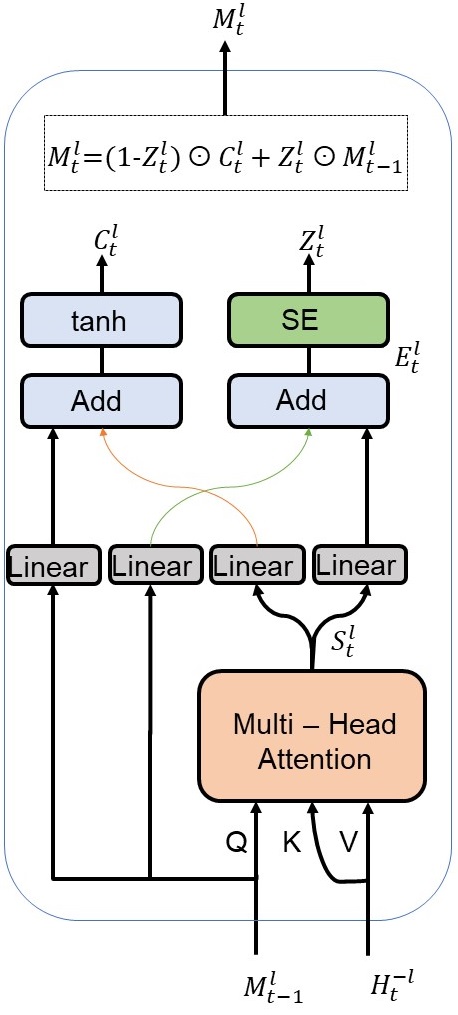 M_t^l
M_t^l=(1-Z_t^l) ⊙ C_t^l + Z_t^l ⊙ M_{t-1}^l
C_t^l Z_t^l
tanh SE
E_t^l
Add Add
Linear Linear Linear Linear
S_t^l
Multi – Head
Attention
Q K V
M_{t-1}^l H_t^{-l}